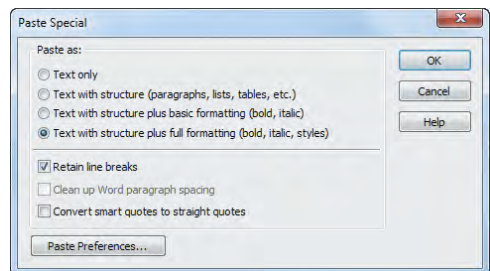 Paste Special
Paste as:
Text only
Text with structure (paragraphs, lists, tables, etc.)
Text with structure plus basic formatting (bold, italic)
Text with structure plus full formatting (bold, italic, styles)
Retain line breaks
Clean up Word paragraph spacing
Convert smart quotes to straight quotes
Paste Preferences...
OK
Cancel
Help